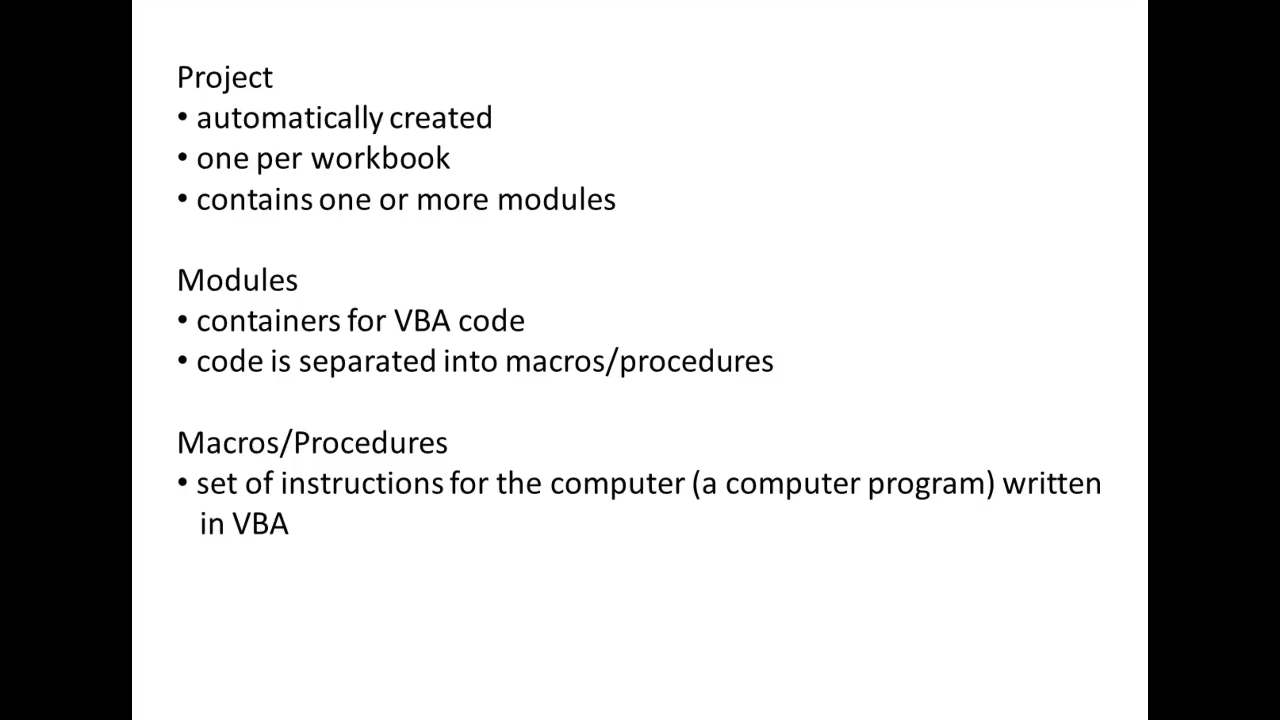 Project
• automatically created
• one per workbook
• contains one or more modules
Modules
• containers for VBA code
• code is separated into macros/procedures
Macros/Procedures
• set of instructions for the computer (a computer program) written
in VBA